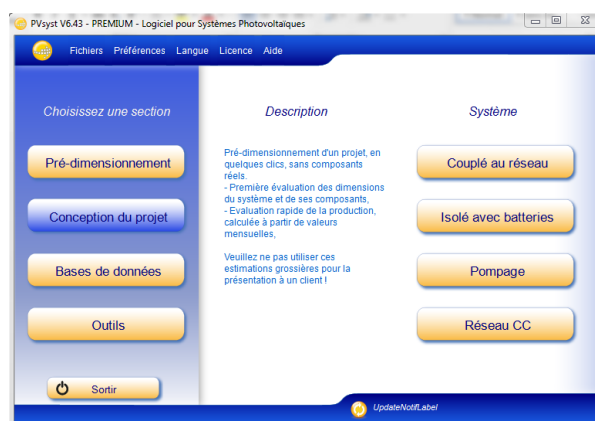 PVsyst V6.43 - PREMIUM - Logiciel pour Systèmes Photovoltaïques
Fichiers Préférences Langue Licence Aide
Choisissez une section
Description
Système
Pré-dimensionnement
Conception du projet
Bases de données
Outils
Sortir
Pré-dimensionnement d'un projet, en
quelques clics, sans composants
réels.
- Première évaluation des dimensions
du système et de ses composants,
- Evaluation rapide de la production,
calculée à partir de valeurs
mensuelles,
Veuillez ne pas utiliser ces
estimations grossières pour la
présentation à un client !
Couplé au réseau
Isolé avec batteries
Pompage
Réseau CC
UpdateNotifLabel